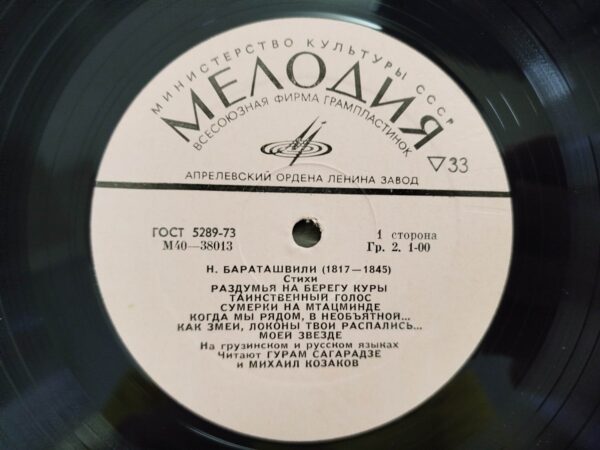 МИНИСТЕРСТВО КУЛЬТУРЫ СССР
МЕЛОДИЯ
ВСЕСОЮЗНАЯ ФИРМА ГРАМПЛАСТИНОК
▽33
АПРЕЛЕВСКИЙ ОРДЕНА ЛЕНИНА ЗАВОД
ГОСТ 5289-73
М40—38013
1 сторона
Гр. 2. 1-00
Н. БАРАТАШВИЛИ (1817—1845)
Стихи
РАЗДУМЬЯ НА БЕРЕГУ КУРЫ
ТАИНСТВЕННЫЙ ГОЛОС
СУМЕРКИ НА МТАЦМИНДЕ
КОГДА МЫ РЯДОМ, В НЕОБЪЯТНОЙ...
КАК ЗМЕИ, ЛОКОНЫ ТВОИ РАСПАЛИСЬ...
МОЕЙ ЗВЕЗДЕ
На грузинском и русском языках
Читают ГУРАМ САГАРАДЗЕ
и МИХАИЛ КОЗАКОВ